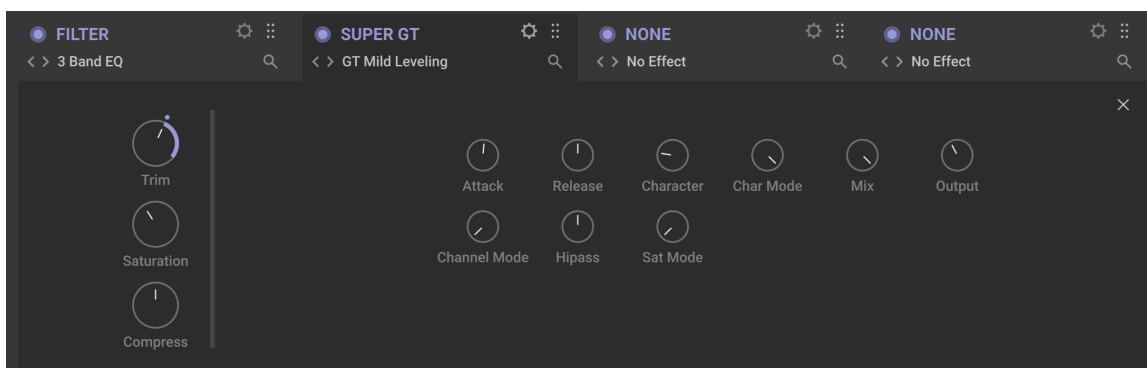 FILTER
3 Band EQ
SUPER GT
GT Mild Leveling
NONE
No Effect
NONE
No Effect
Trim
Saturation
Compress
Attack Release Character Char Mode Mix Output
Channel Mode Hipass Sat Mode